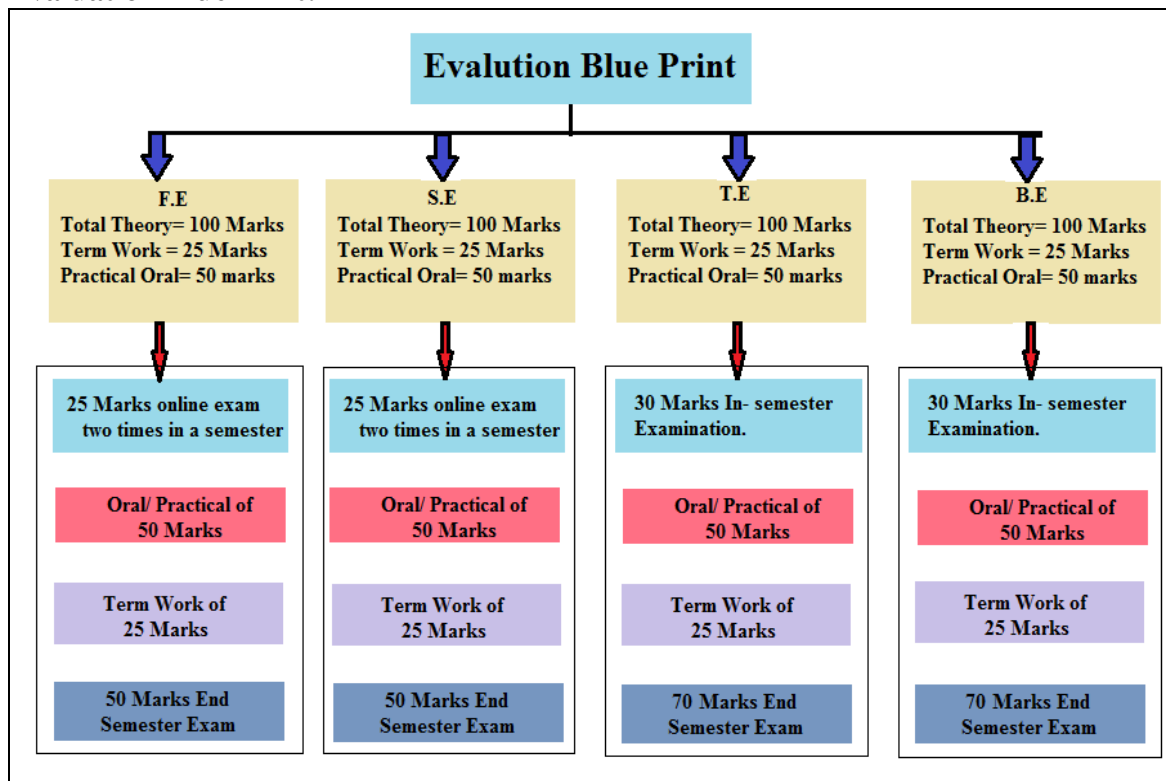 Evalution Blue Print
F.E
Total Theory= 100 Marks
Term Work = 25 Marks
Practical Oral= 50 marks
S.E
Total Theory= 100 Marks
Term Work = 25 Marks
Practical Oral= 50 marks
T.E
Total Theory= 100 Marks
Term Work = 25 Marks
Practical Oral= 50 marks
B.E
Total Theory= 100 Marks
Term Work = 25 Marks
Practical Oral= 50 marks
25 Marks online exam
two times in a semester
Oral/ Practical of
50 Marks
Term Work of
25 Marks
50 Marks End
Semester Exam
25 Marks online exam
two times in a semester
Oral/ Practical of
50 Marks
Term Work of
25 Marks
50 Marks End
Semester Exam
30 Marks In- semester
Examination.
Oral/ Practical of
50 Marks
Term Work of
25 Marks
70 Marks End
Semester Exam
30 Marks In- semester
Examination.
Oral/ Practical of
50 Marks
Term Work of
25 Marks
70 Marks End
Semester Exam